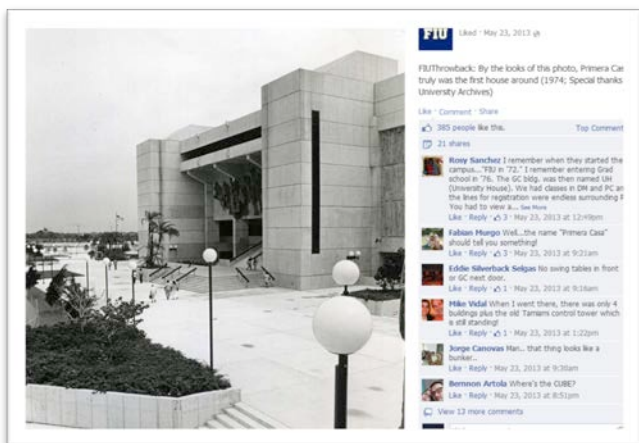 FIU
Liked · May 23, 2013
FIUThrowback: By the looks of this photo, Primera Cas
truly was the first house around (1974; Special thanks
University Archives)
Like · Comment · Share
385 people like this.
Top Comment
21 shares
Rosy Sanchez I remember when they started the
campus..."FIU in '72." I remember entering Grad
school in '76. The GC bldg. was then named UH
(University House). We had classes in DM and PC an
the lines for registration were endless surrounding P
You had to view a... See More
Like · Reply · 3 · May 23, 2013 at 12:49pm
Fabian Murgo Well...the name "Primera Casa"
should tell you something!
Like · Reply · 3 · May 23, 2013 at 9:21am
Eddie Silverback Seigas No swing tables in front
or GC next door.
Like · Reply · 1 · May 23, 2013 at 9:16am
Mike Vidal When I went there, there was only 4
buildings plus the old Tamiami control tower which
is still standing!
Like · Reply · 1 · May 23, 2013 at 1:22pm
Jorge Canovas Man... that thing looks like a
bunker..
Like · Reply · May 23, 2013 at 9:30am
Bernnon Artola Where's the CUBE?
Like · Reply · May 23, 2013 at 8:51pm
View 13 more comments